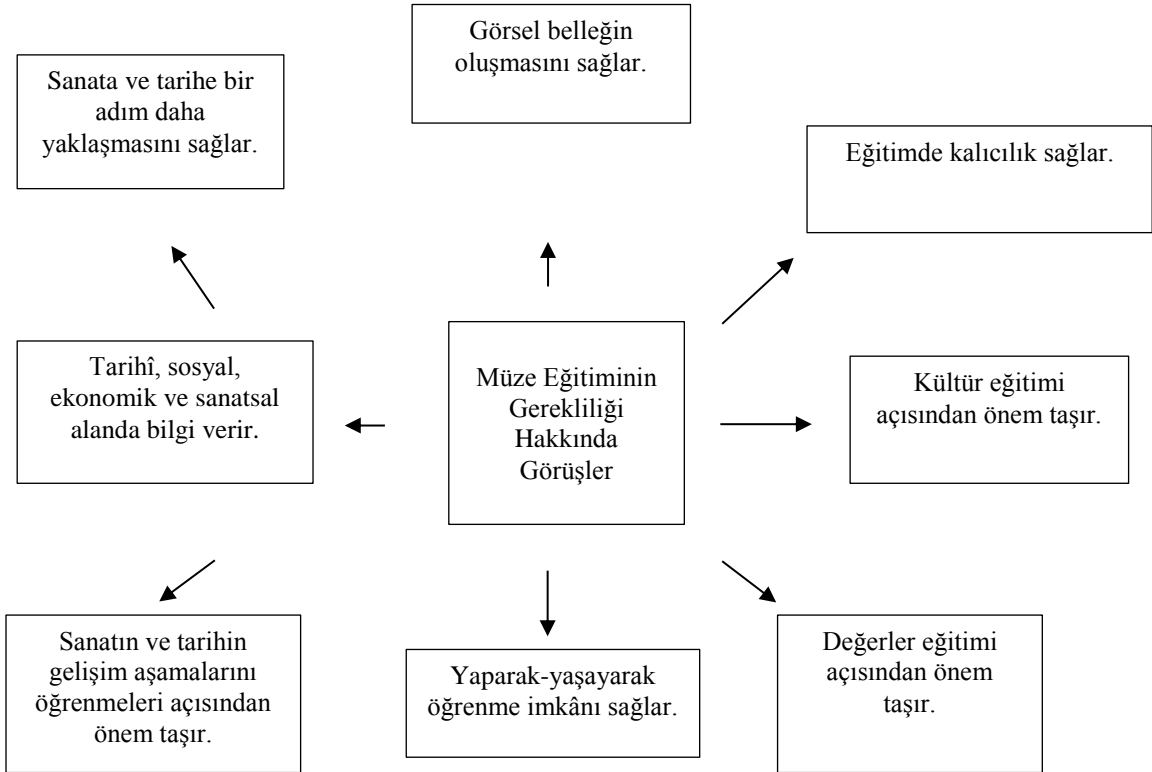 Görsel belleğin
oluşmasını sağlar.
Sanata ve tarihe bir
adım daha
yaklaşmasını sağlar.
Eğitimde kalıcılık sağlar.
Tarihî, sosyal,
ekonomik ve sanatsal
alanda bilgi verir.
Müze Eğitiminin
Gerekliliği
Hakkında
Görüşler
Kültür eğitimi
açısından önem taşır.
Sanatın ve tarihin
gelişim aşamalarını
öğrenmeleri açısından
önem taşır.
Yaparak-yaşayarak
öğrenme imkânı sağlar.
Değerler eğitimi
açısından önem
taşır.